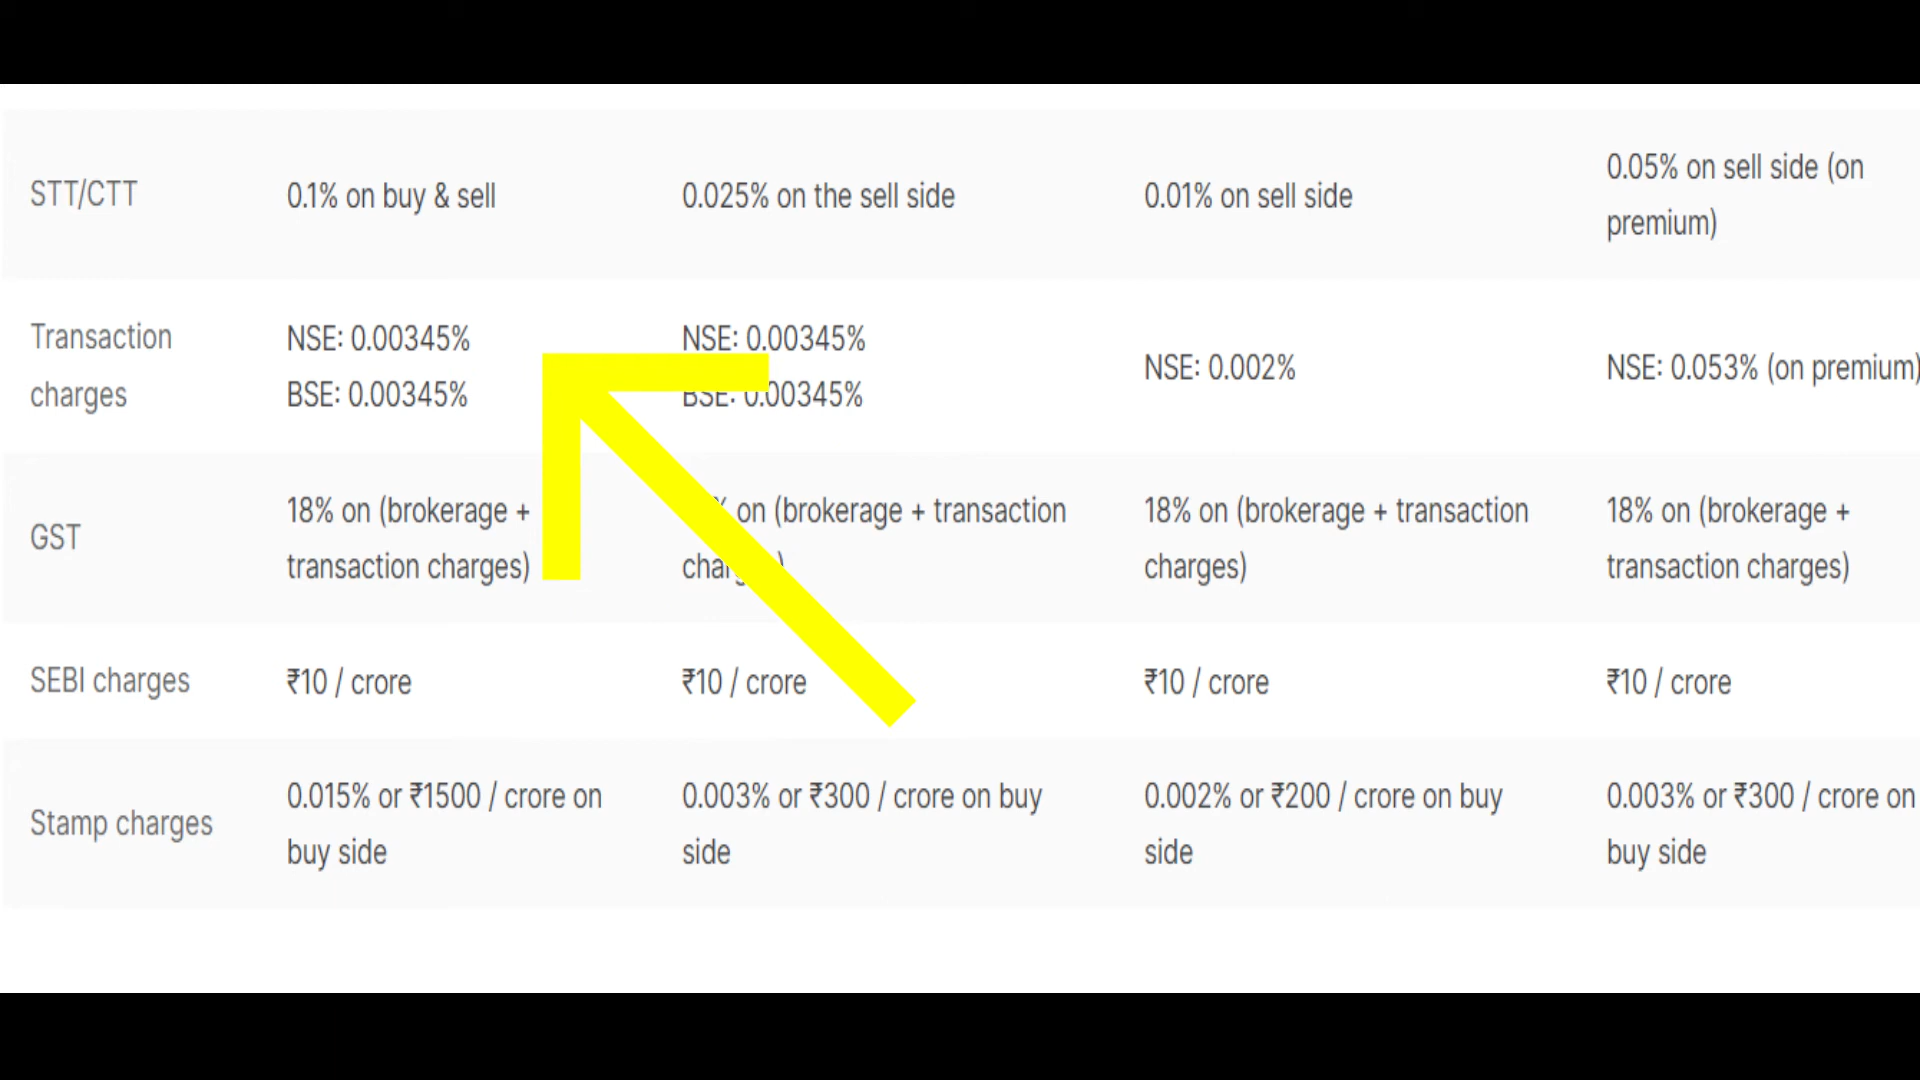 STT/CTT
0.1% on buy & sell
0.025% on the sell side
0.01% on sell side
0.05% on sell side (on
premium)
Transaction
charges
NSE: 0.00345%
BSE: 0.00345%
NSE: 0.00345%
BSE: 0.00345%
NSE: 0.002%
NSE: 0.053% (on premium)
GST
18% on (brokerage +
transaction charges)
on (brokerage + transaction
18% on (brokerage + transaction
charges)
18% on (brokerage +
transaction charges)
SEBI charges
₹10 / crore
₹10 / crore
₹10 / crore
₹10 / crore
Stamp charges
0.015% or ₹1500 / crore on
buy side
0.003% or ₹300 / crore on buy
side
0.002% or ₹200 / crore on buy
side
0.003% or ₹300 / crore on
buy side